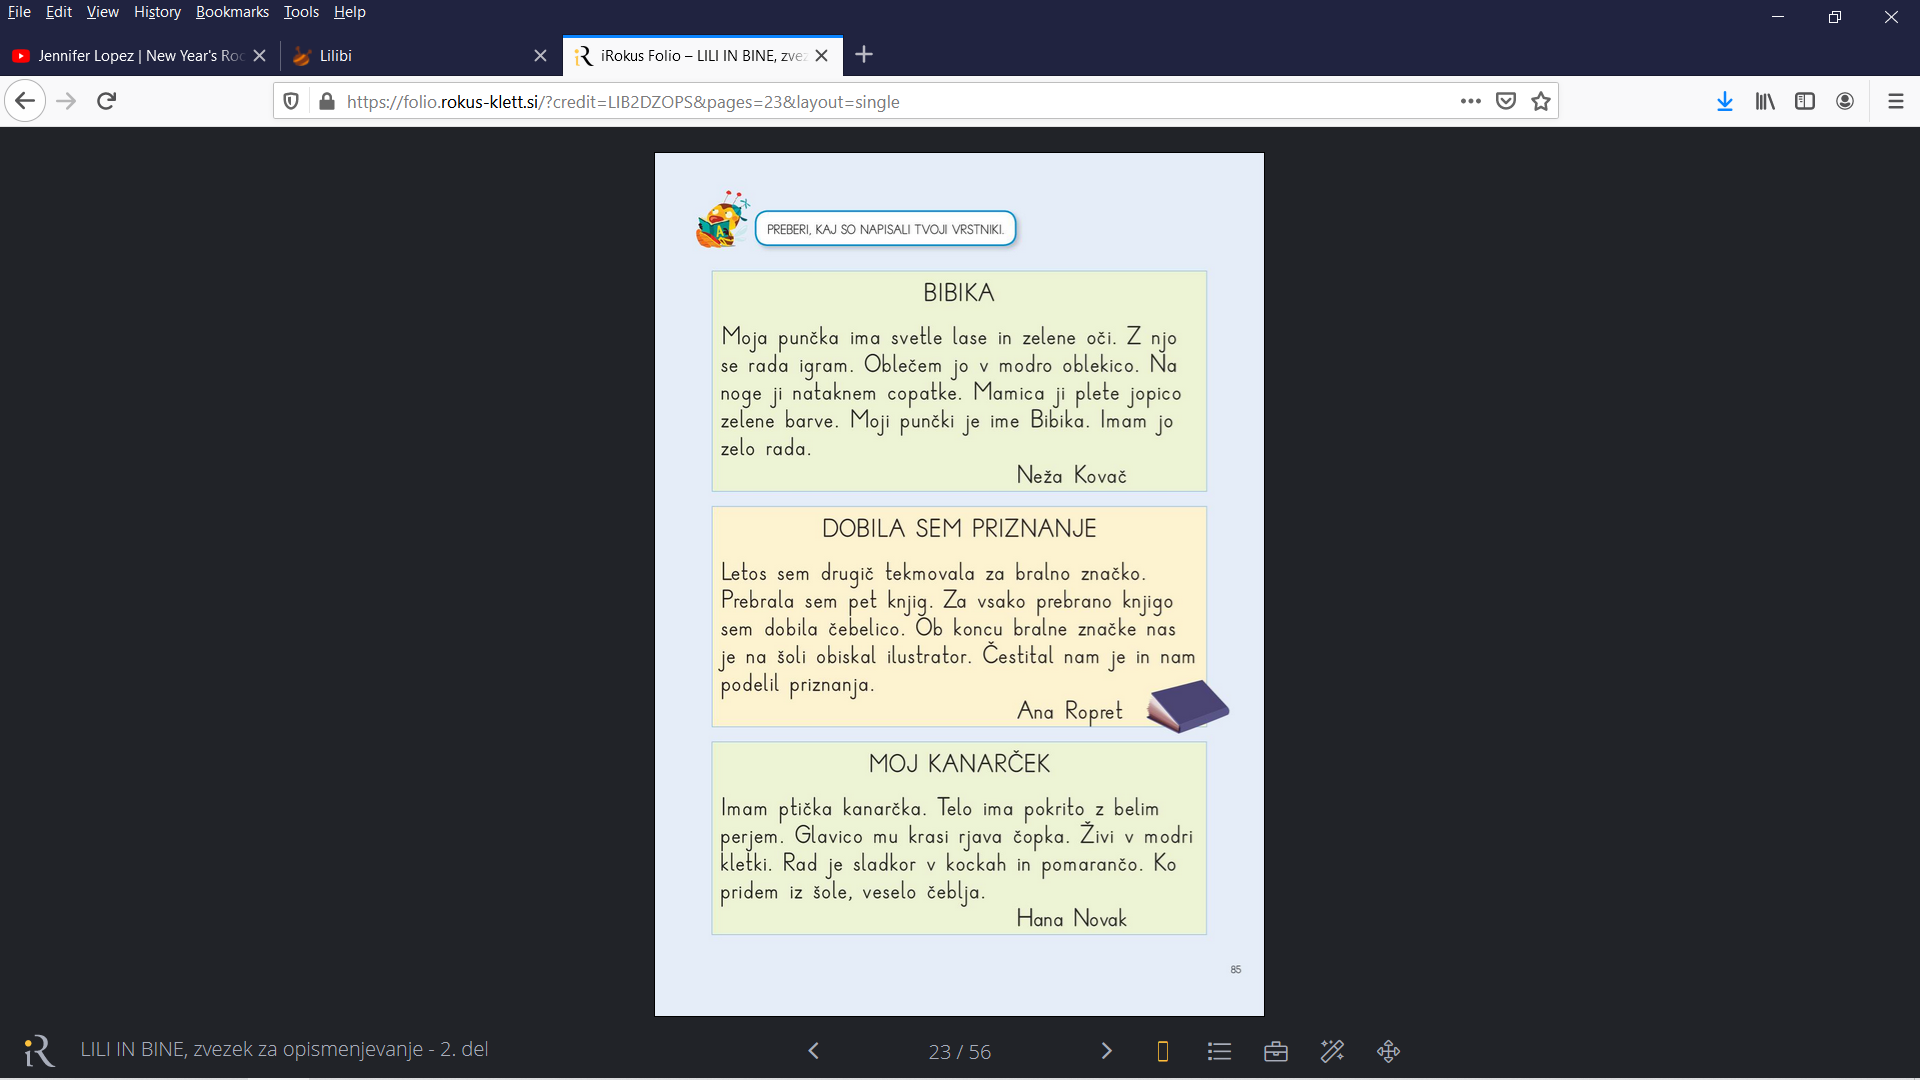 File Edit View History Bookmarks Tools Help
Jennifer Lopez | New Year's Roc
Lilibi
iRokus Folio – LILI IN BINE, zvez
https://folio.rokus-klett.si/?credit=LIB2DZOPS&pages=23&layout=single
PREBERI, KAJ SO NAPISALI TVOJI VRSTNIKI.
BIBIKA
Moja punčka ima svetle lase in zelene oči. Z njo
se rada igram. Oblečem jo v modro oblekico. Na
noge ji nataknem copatke. Mamica ji plete jopico
zelene barve. Moji punčki je ime Bibika. Imam jo
zelo rada.
Neža Kovač
DOBILA SEM PRIZNANJE
Letos sem drugič tekmovala za bralno značko.
Prebrala sem pet knjig. Za vsako prebrano knjigo
sem dobila čebelico. Ob koncu bralne značke nas
je na šoli obiskal ilustrator. Čestital nam je in nam
podelil priznanja.
Ana Ropret
MOJ KANARČEK
Imam ptička kanarčka. Telo ima pokrito z belim
perjem. Glavico mu krasi rjava čopka. Živi v modri
kletki. Rad je sladkor v kockah in pomarančo. Ko
pridem iz šole, veselo čeblja.
Hana Novak
85
iR LILI IN BINE, zvezek za opismenjevanje - 2. del
23 / 56